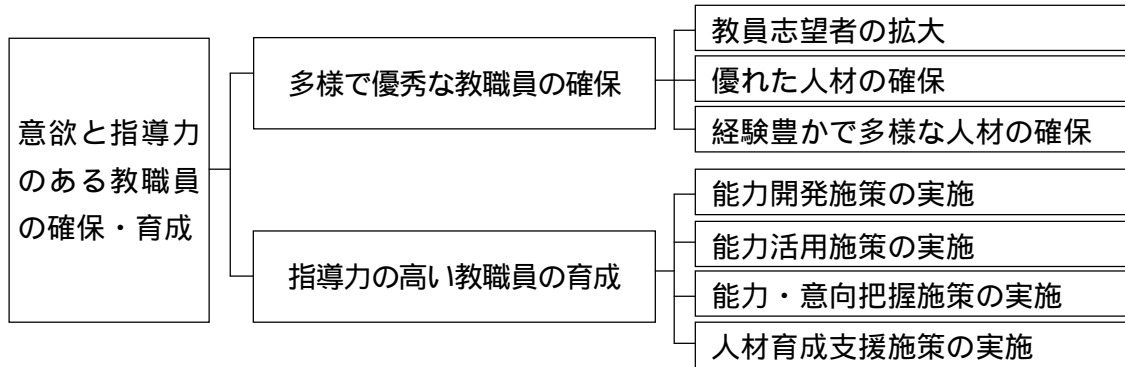 意欲と指導力
のある教職員
の確保・育成
多様で優秀な教職員の確保
教員志望者の拡大
優れた人材の確保
経験豊かで多様な人材の確保
指導力の高い教職員の育成
能力開発施策の実施
能力活用施策の実施
能力・意向把握施策の実施
人材育成支援施策の実施